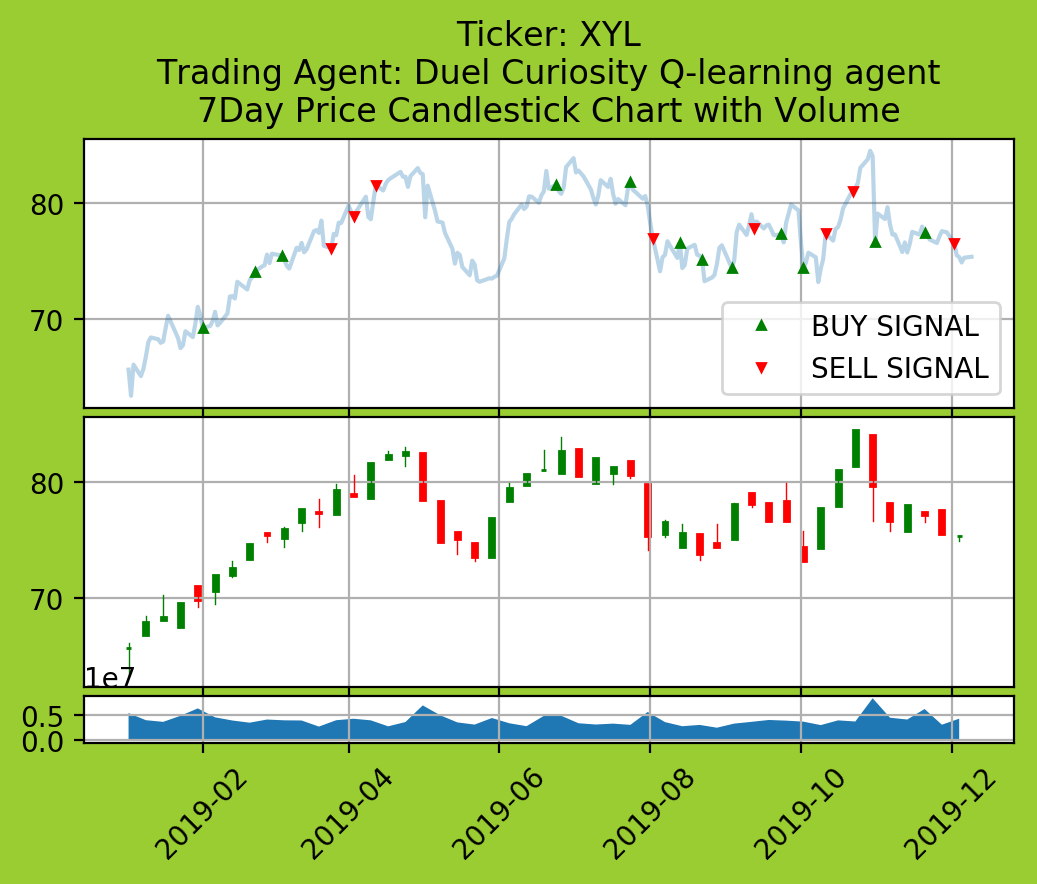 Ticker: XYL
Trading Agent: Duel Curiosity Q-learning agent
7Day Price Candlestick Chart with Volume
80
70
BUY SIGNAL
SELL SIGNAL
80
70
1e7
0.5
0.0
2019-02
2019-04
2019-06
2019-08
2019-10
2019-12